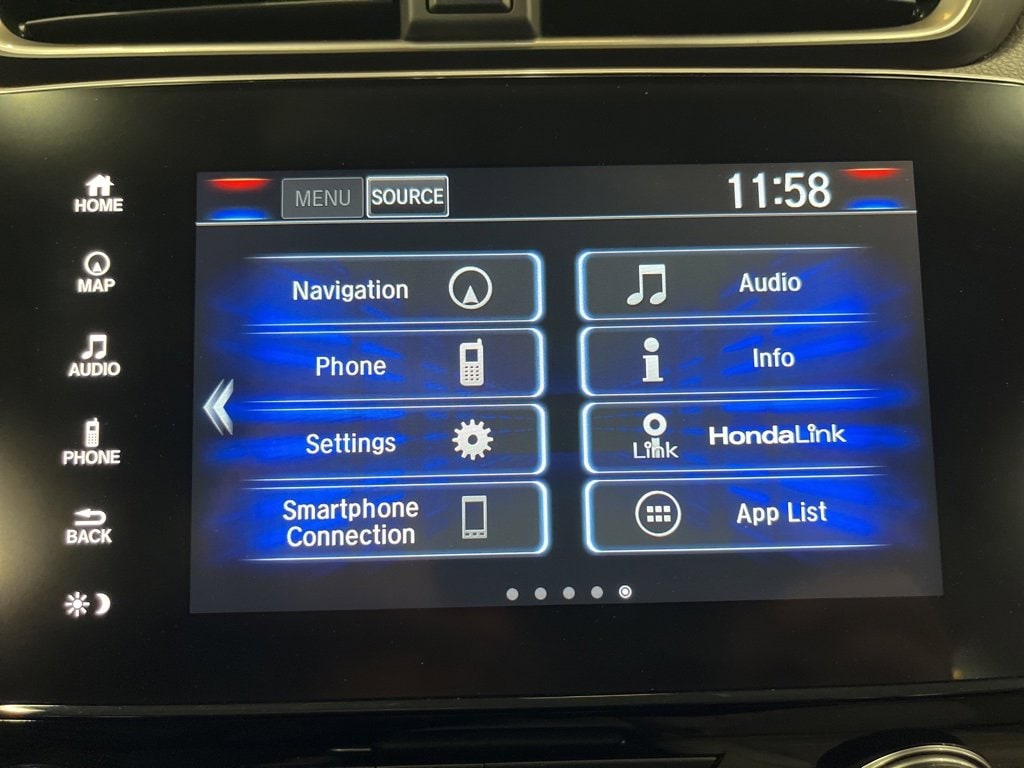 HOME
MAP
AUDIO
PHONE
BACK
MENU SOURCE 11:58
Navigation
Audio
Phone
Info
Settings
Link HondaLink
Smartphone
Connection
App List